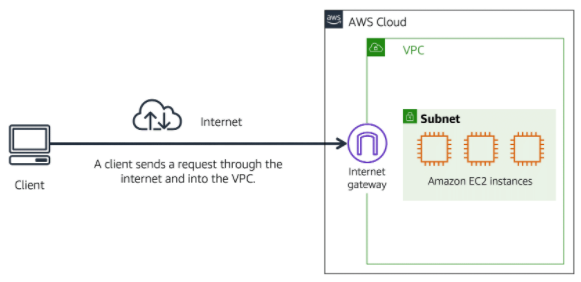 aws
AWS Cloud
VPC
Internet
Subnet
A client sends a request through the
internet and into the VPC.
Client
Internet
gateway
Amazon EC2 instances